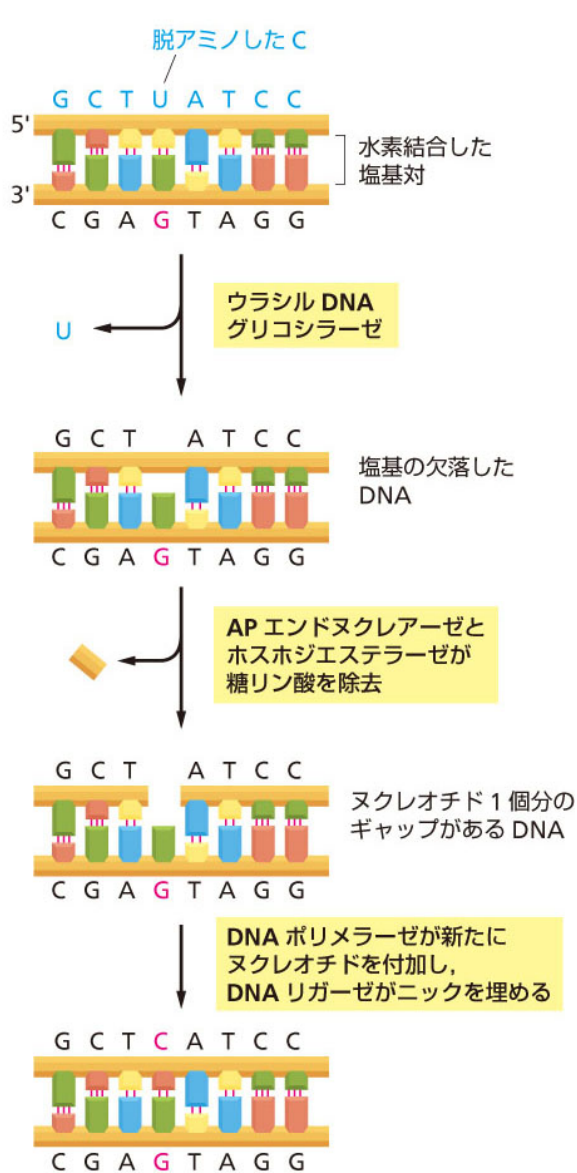 脱アミノした C
G C T U A T C C
5'
水素結合した
塩基対
3'
C G A G T A G G
ウラシル DNA
グリコシラーゼ
U
G C T A T C C
塩基の欠落した
DNA
C G A G T A G G
AP エンドヌクレアーゼと
ホスホジエステラーゼが
糖リン酸を除去
G C T A T C C
ヌクレオチド 1 個分の
ギャップがある DNA
C G A G T A G G
DNA ポリメラーゼが新たに
ヌクレオチドを付加し,
DNA リガーゼがニックを埋める
G C T C A T C C
C G A G T A G G